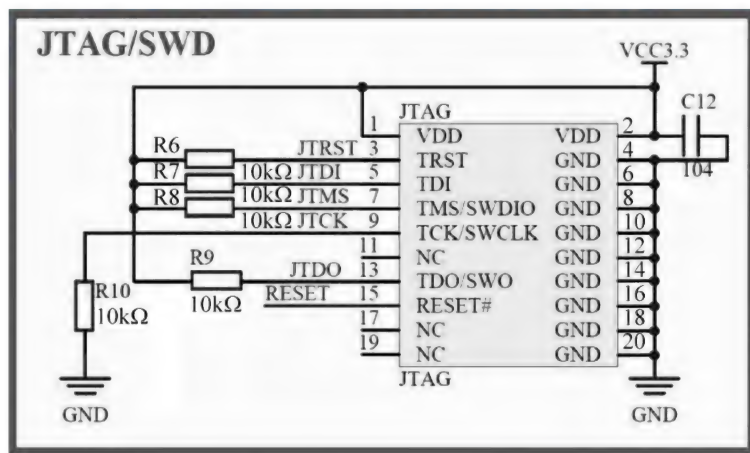 JTAG/SWD
VCC3.3
C12
104
JTAG
1 VDD VDD 2
R6 JTRST 3 TRST GND 4
R7 10kΩ JTDI 5 TDI GND 6
R8 10kΩ JTMS 7 TMS/SWDIO GND 8
10kΩ JTCK 9 TCK/SWCLK GND 10
11 NC GND 12
R9 JTDO 13 TDO/SWO GND 14
10kΩ RESET 15 RESET# GND 16
R10 10kΩ
17 NC GND 18
19 NC GND 20
JTAG
GND GND